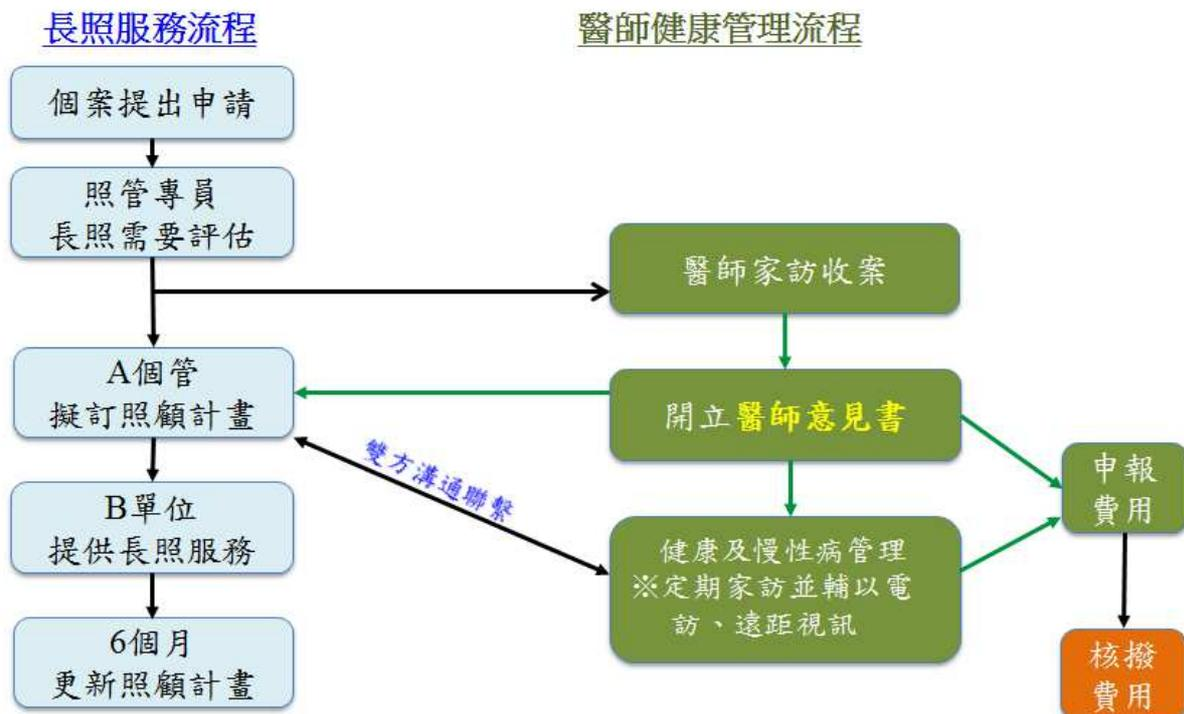 長照服務流程
醫師健康管理流程
個案提出申請
照管專員
長照需要評估
醫師家訪收案
A個管
擬訂照顧計畫
開立醫師意見書
雙方溝通聯繫
申報
費用
B單位
提供長照服務
健康及慢性病管理
※定期家訪並輔以電
訪、遠距視訊
6個月
更新照顧計畫
核撥
費用